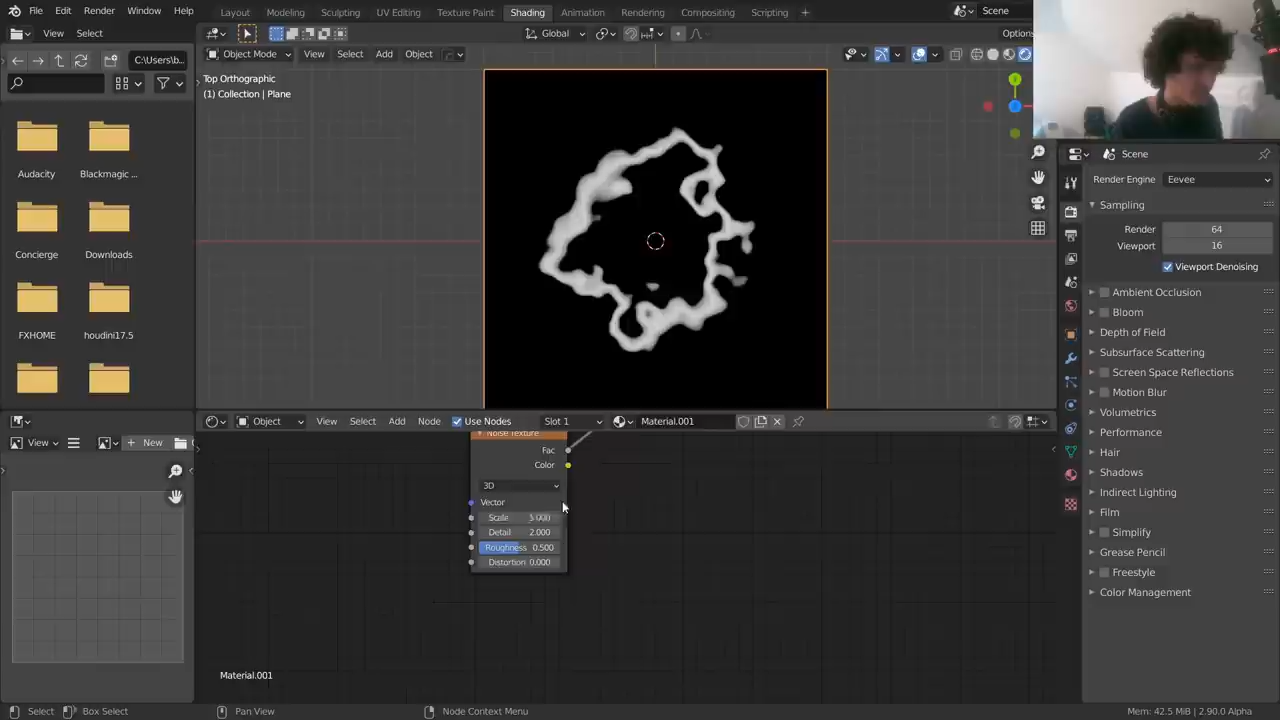 File Edit Render Window Help
Layout Modeling Sculpting UV Editing Texture Paint Shading Animation Rendering Compositing Scripting +
Scene
View Select
Global
Options
Object Mode View Select Add Object
C:\Users\b...
Top Orthographic
(1) Collection | Plane
Audacity
Blackmagic ...
Concierge
Downloads
FXHOME
houdini17.5
Scene
Render Engine Eevee
Sampling
Render 64
Viewport 16
Viewport Denoising
Ambient Occlusion
Bloom
Depth of Field
Subsurface Scattering
Screen Space Reflections
Motion Blur
Volumetrics
Performance
Hair
Shadows
Indirect Lighting
Film
Simplify
Grease Pencil
Freestyle
Color Management
Object View Select Add Node Use Nodes Slot 1 Material.001
View + New
Noise Texture
Fac
Color
3D
Vector
Scale
Detail 2.000
Roughness 0.500
Distortion 0.000
Material.001
Select Box Select Pan View Node Context Menu Mem: 42.5 MiB | 2.90.0 Alpha